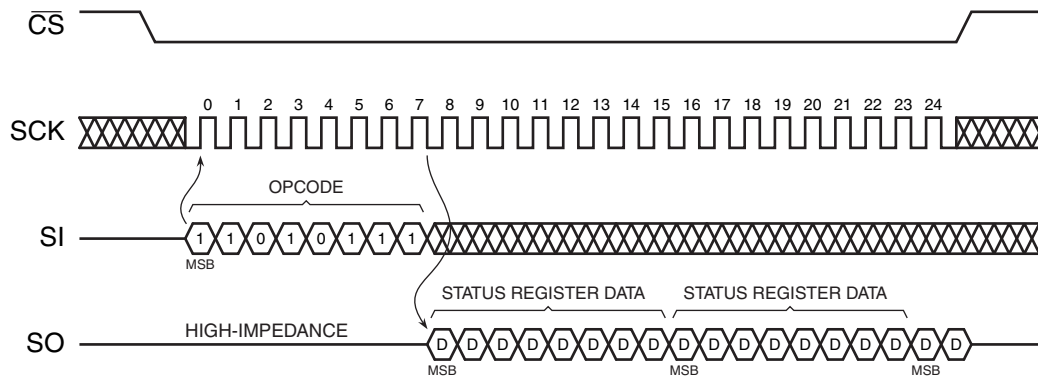 CS
0 1 2 3 4 5 6 7 8 9 10 11 12 13 14 15 16 17 18 19 20 21 22 23 24
SCK
OPCODE
SI 1 1 0 1 0 1 1 1
MSB
STATUS REGISTER DATA STATUS REGISTER DATA
HIGH-IMPEDANCE
SO D D D D D D D D D D D D D D D D D D
MSB MSB MSB